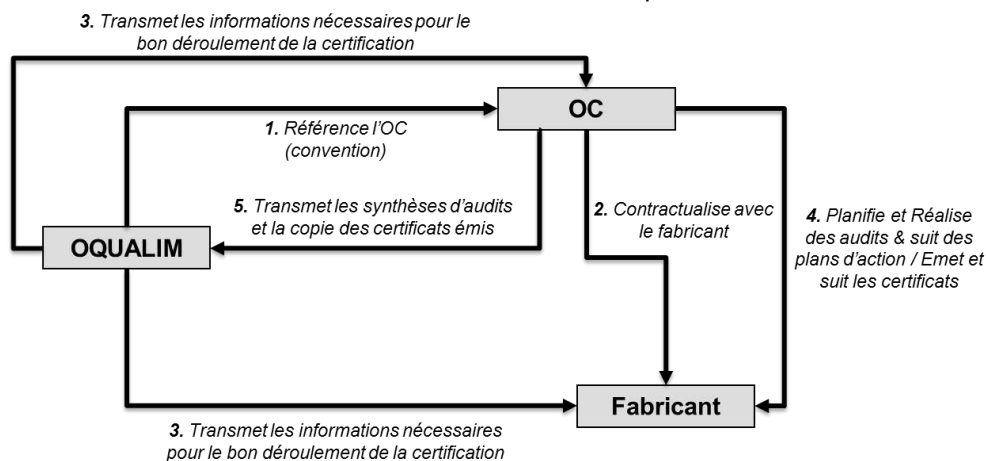 3. Transmet les informations nécessaires pour le
bon déroulement de la certification
OC
1. Référence l'OC
(convention)
5. Transmet les synthèses d'audits
et la copie des certificats émis
2. Contractualise avec
le fabricant
4. Planifie et Réalise
des audits & suit des
plans d'action / Emet et
suit les certificats
OQUALIM
Fabricant
3. Transmet les informations nécessaires
pour le bon déroulement de la certification